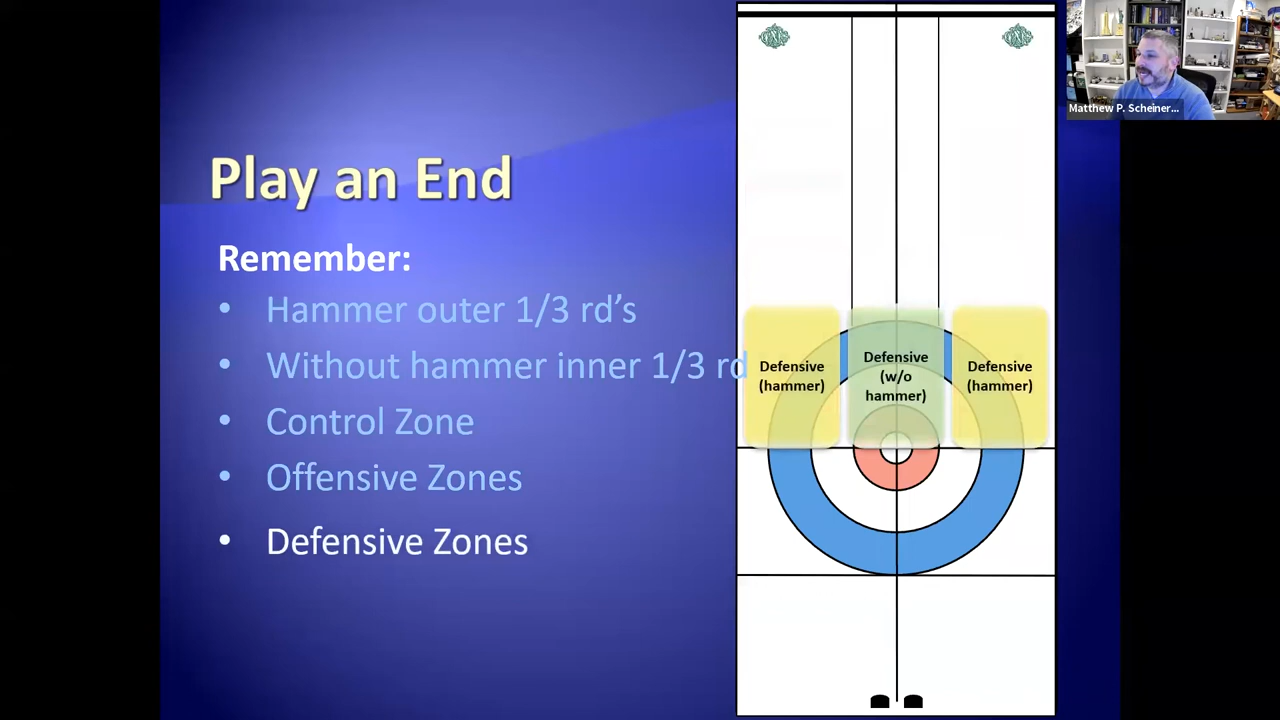 Play an End
Remember:
• Hammer outer 1/3 rd’s
• Without hammer inner 1/3 rd
• Control Zone
• Offensive Zones
• Defensive Zones
Defensive
(hammer)
Defensive
(w/o
hammer)
Defensive
(hammer)
Matthew P. Scheiner...